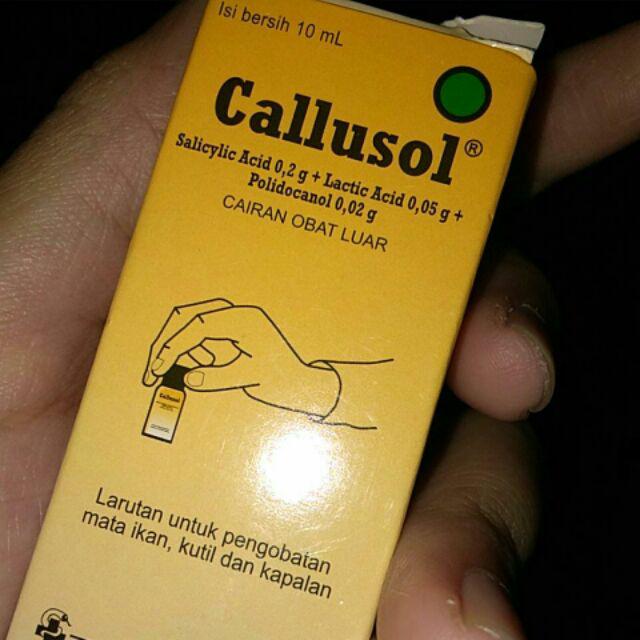 Isi bersih 10 mL
Callusol®
Salicylic Acid 0,2 g + Lactic Acid 0,05 g +
Polidocanol 0,02 g
CAIRAN OBAT LUAR
Callusol
Larutan untuk pengobatan
mata ikan, kutil dan kapalan